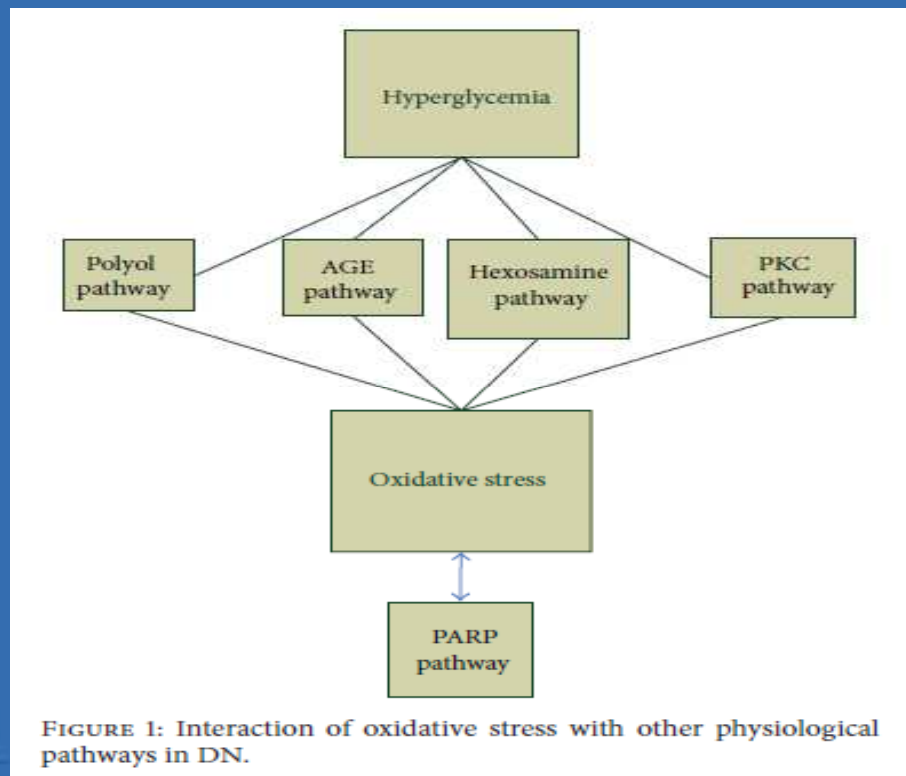 Hyperglycemia
Polyol
pathway
AGE
pathway
Hexosamine
pathway
PKC
pathway
Oxidative stress
PARP
pathway
FIGURE 1: Interaction of oxidative stress with other physiological
pathways in DN.